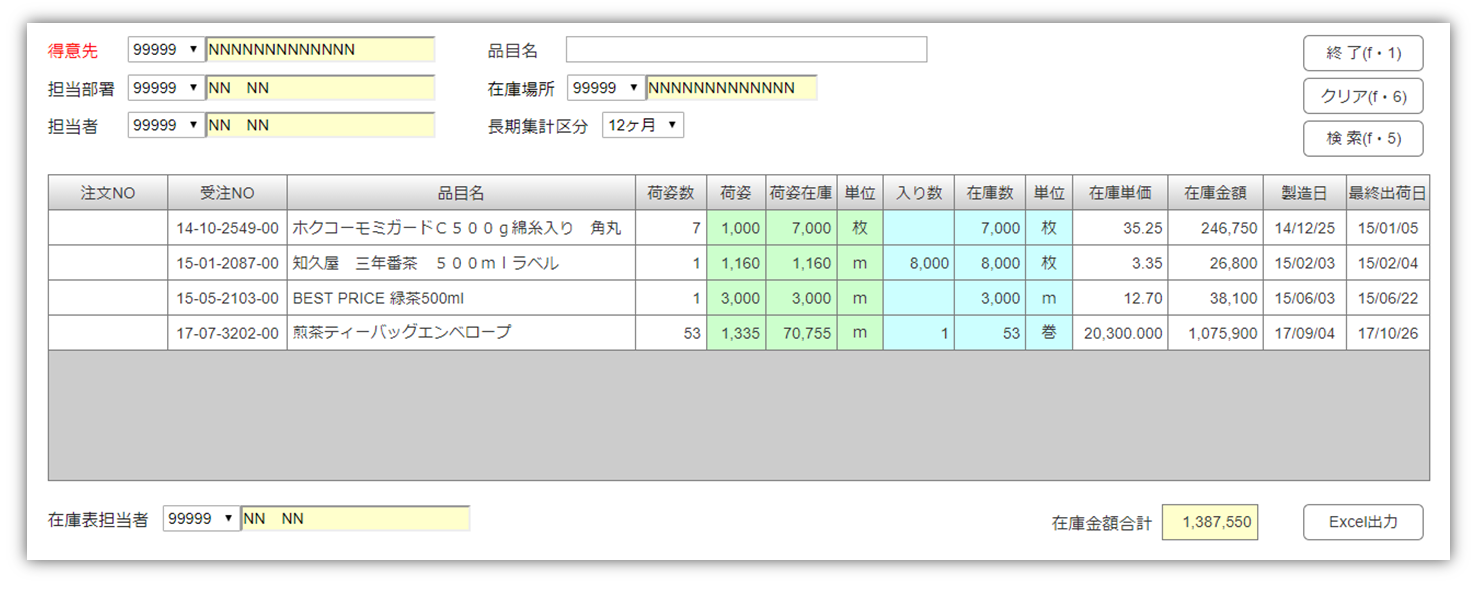 得意先 99999 ▼ NNNNNNNNNNNNN 品目名 終 了(f・1)
担当部署 99999 ▼ NN　NN 在庫場所 99999 ▼ NNNNNNNNNNNNN クリア(f・6)
担当者 99999 ▼ NN　NN 長期集計区分 12ヶ月 ▼ 検 索(f・5)
注文NO 受注NO 品目名 荷姿数 荷姿 荷姿在庫 単位 入り数 在庫数 単位 在庫単価 在庫金額 製造日 最終出荷日
14-10-2549-00 ホクコーモミガードＣ５００ｇ綿糸入り　角丸 7 1,000 7,000 枚 7,000 枚 35.25 246,750 14/12/25 15/01/05
15-01-2087-00 知久屋　三年番茶　５００ｍｌラベル 1 1,160 1,160 m 8,000 8,000 枚 3.35 26,800 15/02/03 15/02/04
15-05-2103-00 BEST PRICE 緑茶500ml 1 3,000 3,000 m 3,000 m 12.70 38,100 15/06/03 15/06/22
17-07-3202-00 煎茶ティーバッグエンベロープ 53 1,335 70,755 m 1 53 巻 20,300.000 1,075,900 17/09/04 17/10/26
在庫表担当者 99999 ▼ NN　NN 在庫金額合計 1,387,550 Excel出力